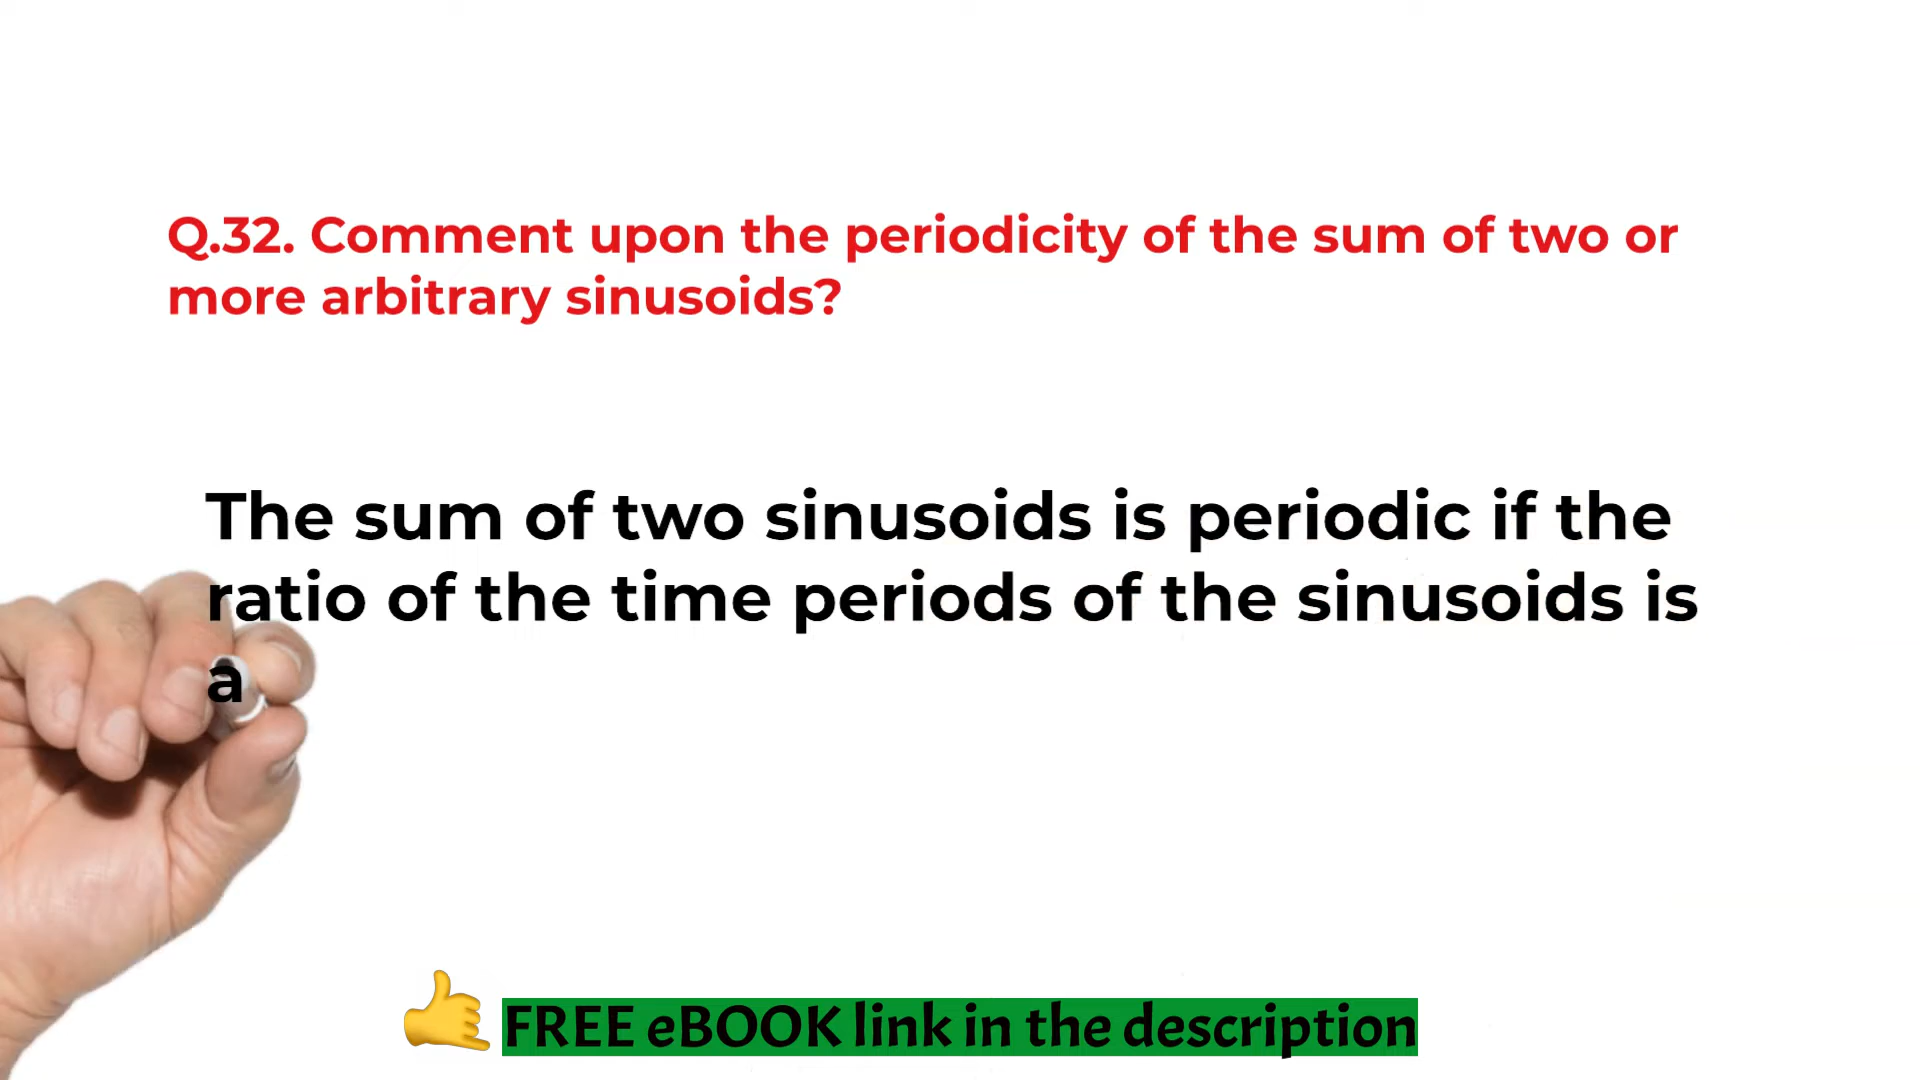 Q.32. Comment upon the periodicity of the sum of two or
more arbitrary sinusoids?
The sum of two sinusoids is periodic if the
ratio of the time periods of the sinusoids is
a
FREE eBOOK link in the description